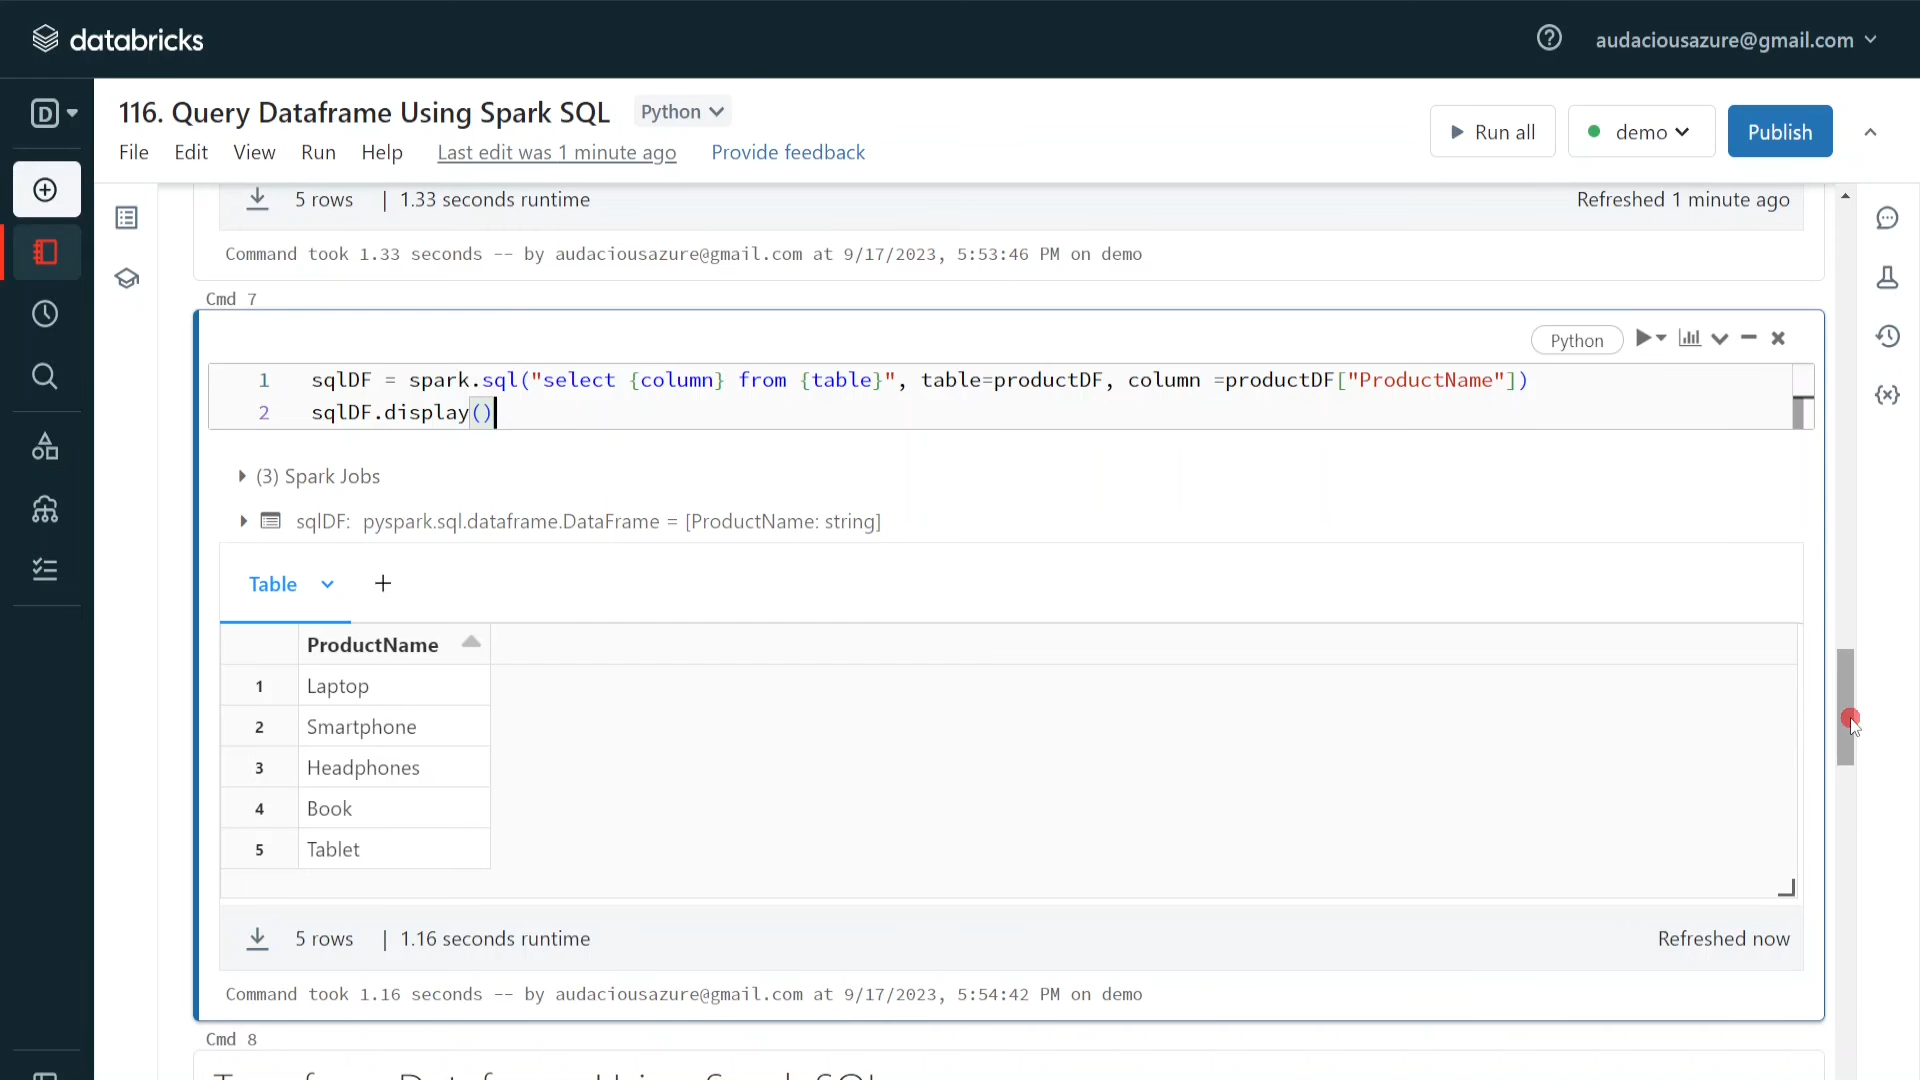 databricks
audaciousazure@gmail.com
D
116. Query Dataframe Using Spark SQL
Python
File Edit View Run Help Last edit was 1 minute ago Provide feedback
Run all
demo
Publish
5 rows | 1.33 seconds runtime
Refreshed 1 minute ago
Command took 1.33 seconds -- by audaciousazure@gmail.com at 9/17/2023, 5:53:46 PM on demo
Cmd 7
Python
1 sqlDF = spark.sql("select {column} from {table}", table=productDF, column =productDF["ProductName"])
2 sqlDF.display()
(3) Spark Jobs
sqlDF: pyspark.sql.dataframe.DataFrame = [ProductName: string]
Table +
ProductName
1 Laptop
2 Smartphone
3 Headphones
4 Book
5 Tablet
5 rows | 1.16 seconds runtime
Refreshed now
Command took 1.16 seconds -- by audaciousazure@gmail.com at 9/17/2023, 5:54:42 PM on demo
Cmd 8